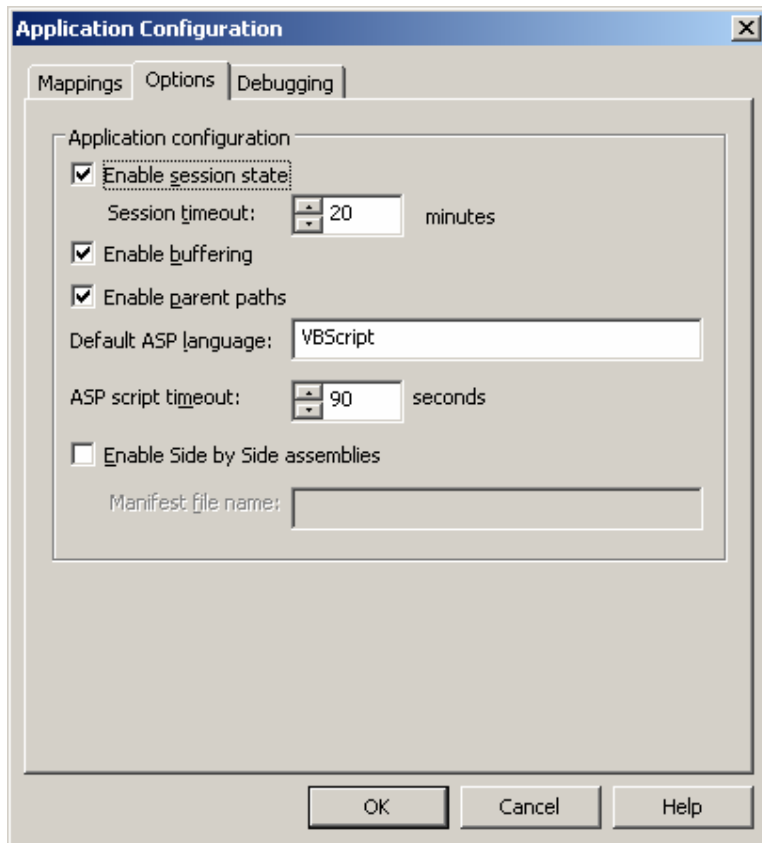 Application Configuration
Mappings Options Debugging
Application configuration
Enable session state
Session timeout: 20 minutes
Enable buffering
Enable parent paths
Default ASP language: VBScript
ASP script timeout: 90 seconds
Enable Side by Side assemblies
Manifest file name:
OK Cancel Help